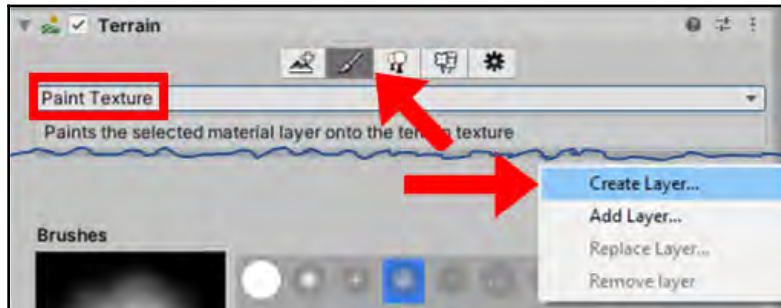 Terrain
Paint Texture
Paints the selected material layer onto the terrain texture
Create Layer...
Add Layer...
Brushes
Replace Layer...
Remove layer